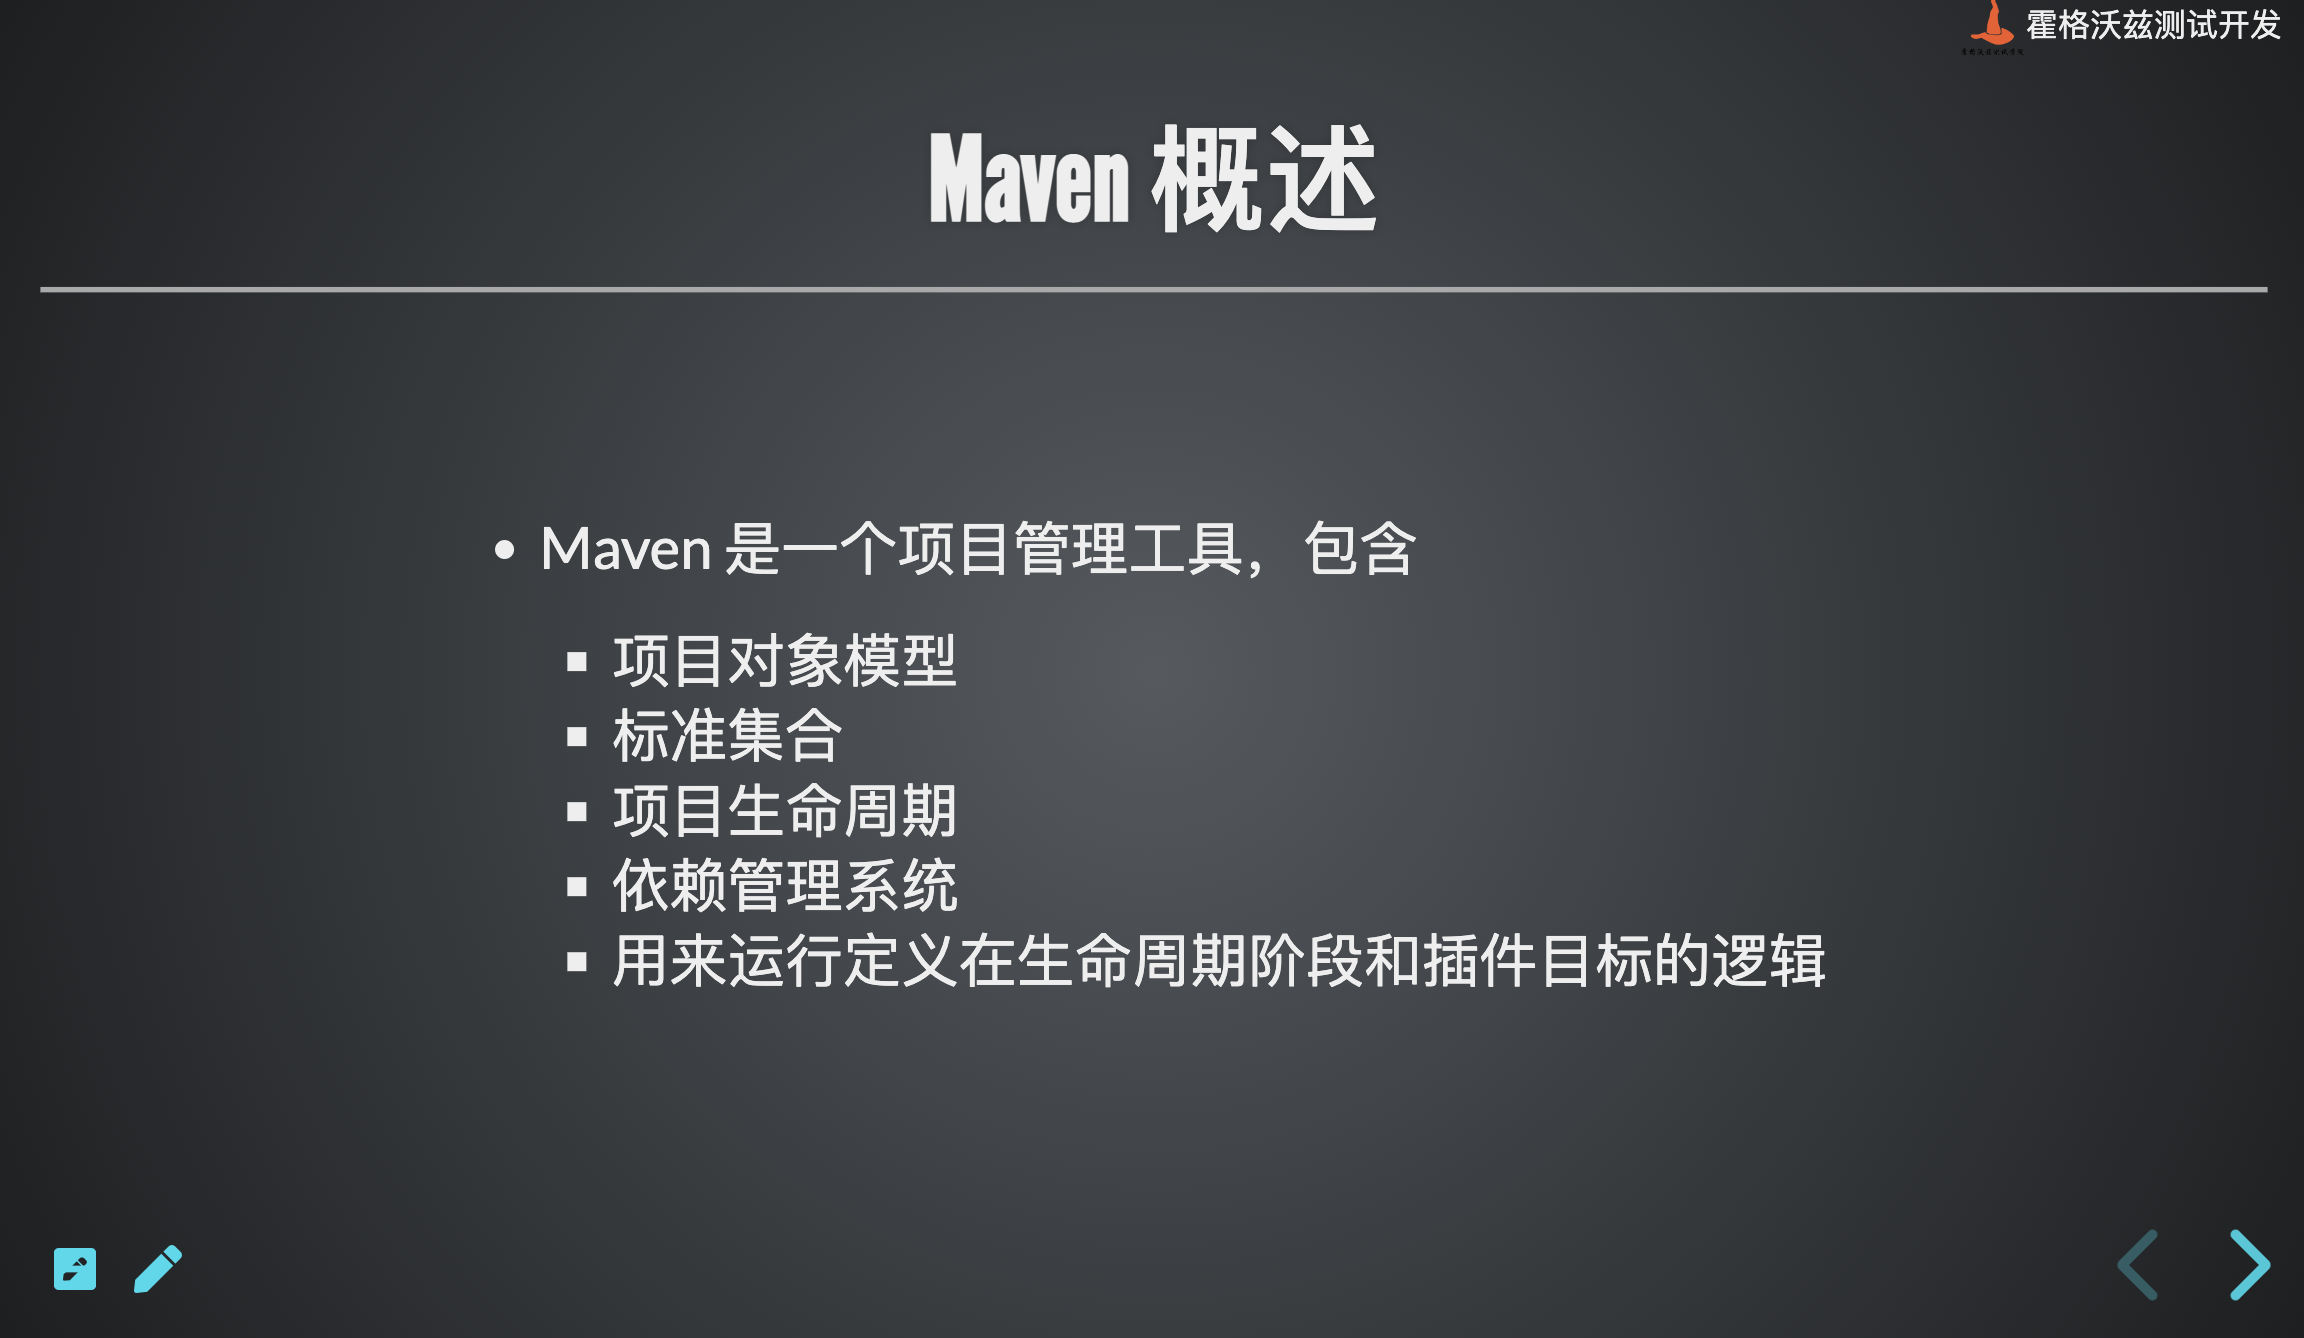 霍格沃兹测试开发
Maven 概述
Maven 是一个项目管理工具，包含
项目对象模型
标准集合
项目生命周期
依赖管理系统
用来运行定义在生命周期阶段和插件目标的逻辑